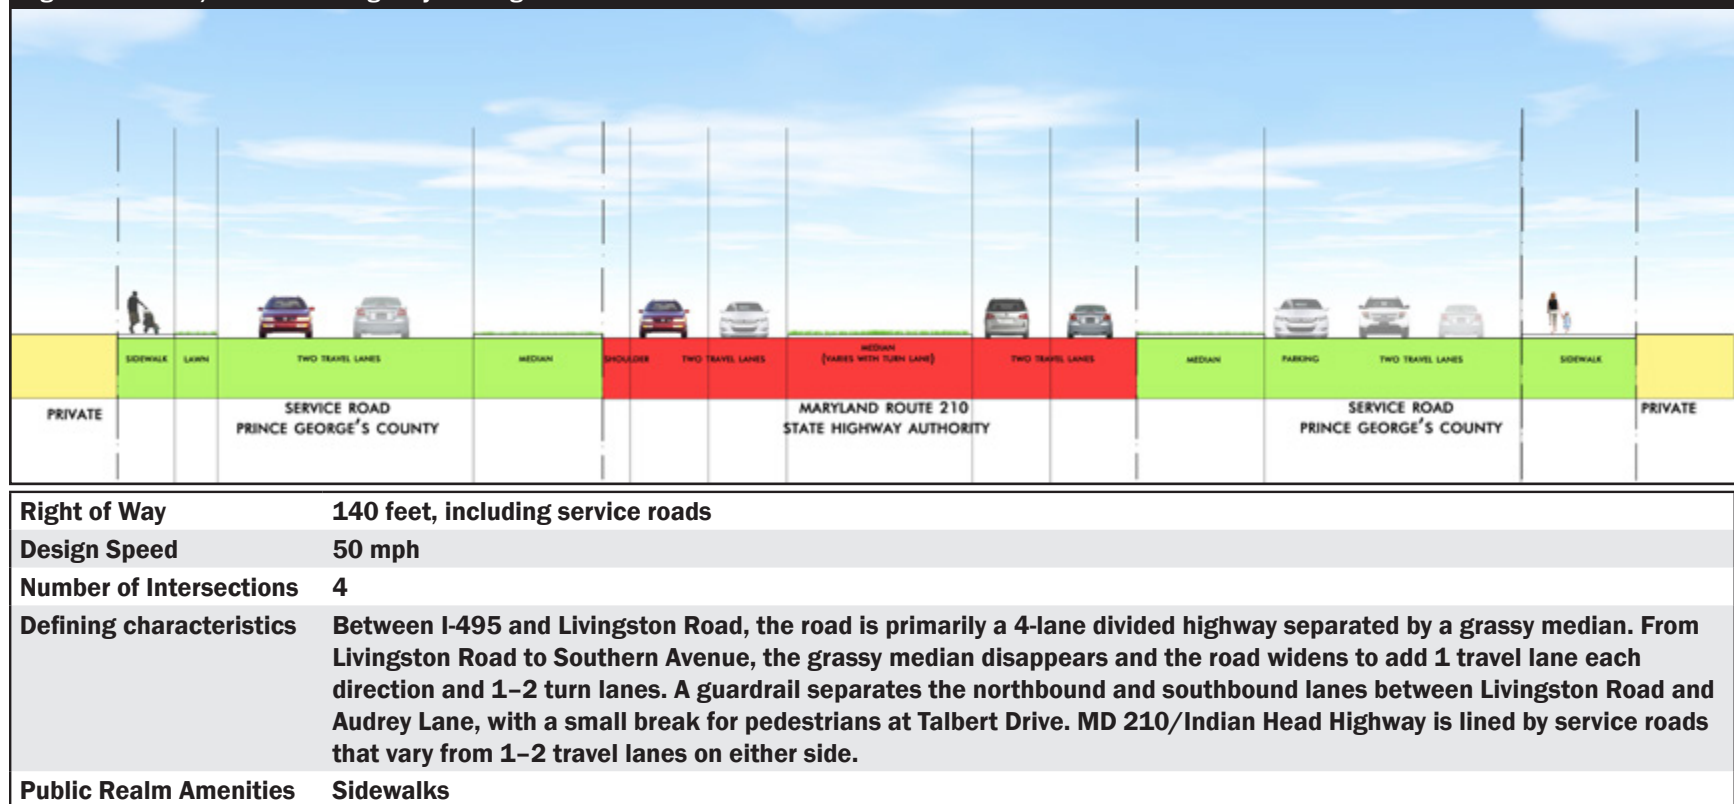 SIDEWALK LAWN TWO TRAVEL LANES MEDIAN SHOULDER TWO TRAVEL LANES MEDIAN (VARIES WITH TURN LANE) TWO TRAVEL LANES MEDIAN PARKING TWO TRAVEL LANES SIDEWALK
PRIVATE
SERVICE ROAD
PRINCE GEORGE'S COUNTY
MARYLAND ROUTE 210
STATE HIGHWAY AUTHORITY
SERVICE ROAD
PRINCE GEORGE'S COUNTY
PRIVATE
Right of Way 140 feet, including service roads
Design Speed 50 mph
Number of Intersections 4
Defining characteristics Between I-495 and Livingston Road, the road is primarily a 4-lane divided highway separated by a grassy median. From
Livingston Road to Southern Avenue, the grassy median disappears and the road widens to add 1 travel lane each
direction and 1–2 turn lanes. A guardrail separates the northbound and southbound lanes between Livingston Road and
Audrey Lane, with a small break for pedestrians at Talbert Drive. MD 210/Indian Head Highway is lined by service roads
that vary from 1–2 travel lanes on either side.
Public Realm Amenities Sidewalks